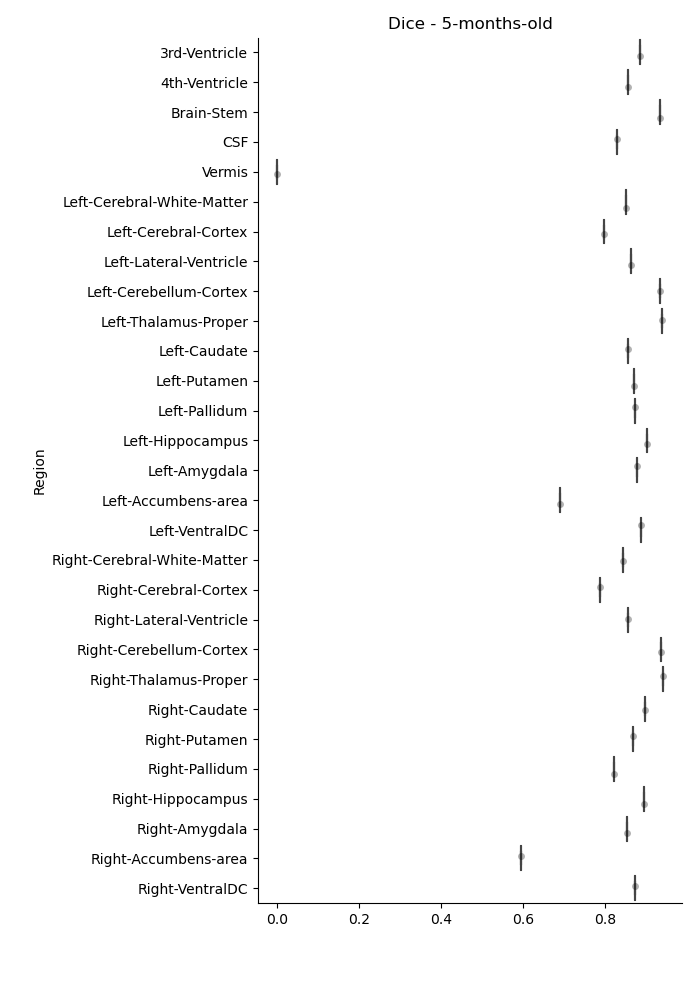 Dice - 5-months-old
3rd-Ventricle
4th-Ventricle
Brain-Stem
CSF
Vermis
Left-Cerebral-White-Matter
Left-Cerebral-Cortex
Left-Lateral-Ventricle
Left-Cerebellum-Cortex
Left-Thalamus-Proper
Left-Caudate
Left-Putamen
Left-Pallidum
Left-Hippocampus
Region
Left-Amygdala
Left-Accumbens-area
Left-VentralDC
Right-Cerebral-White-Matter
Right-Cerebral-Cortex
Right-Lateral-Ventricle
Right-Cerebellum-Cortex
Right-Thalamus-Proper
Right-Caudate
Right-Putamen
Right-Pallidum
Right-Hippocampus
Right-Amygdala
Right-Accumbens-area
Right-VentralDC
0.0 0.2 0.4 0.6 0.8